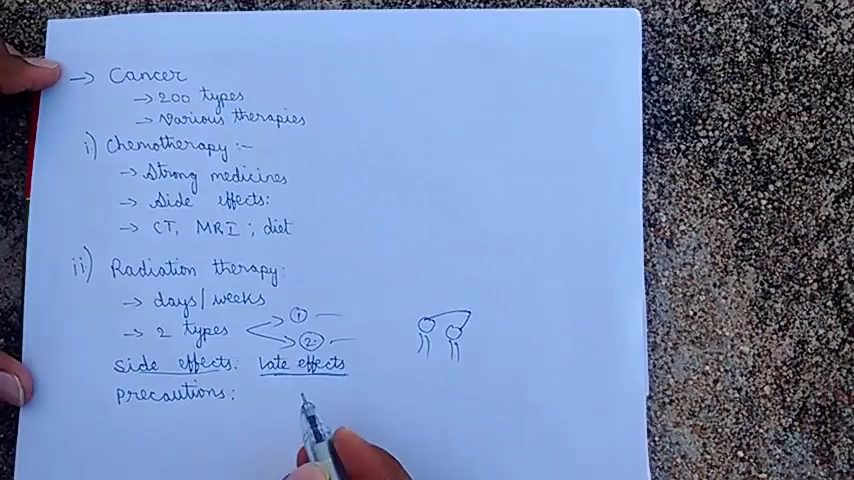 → Cancer
→ 200 types
→ Various therapies
i) Chemotherapy :-
→ Strong medicines
→ Side effects:
→ CT, MRI ; diet
ii) Radiation therapy:
→ days/weeks
→ 2 types → ① —
→ ② —
side effects: Late effects
Precautions: